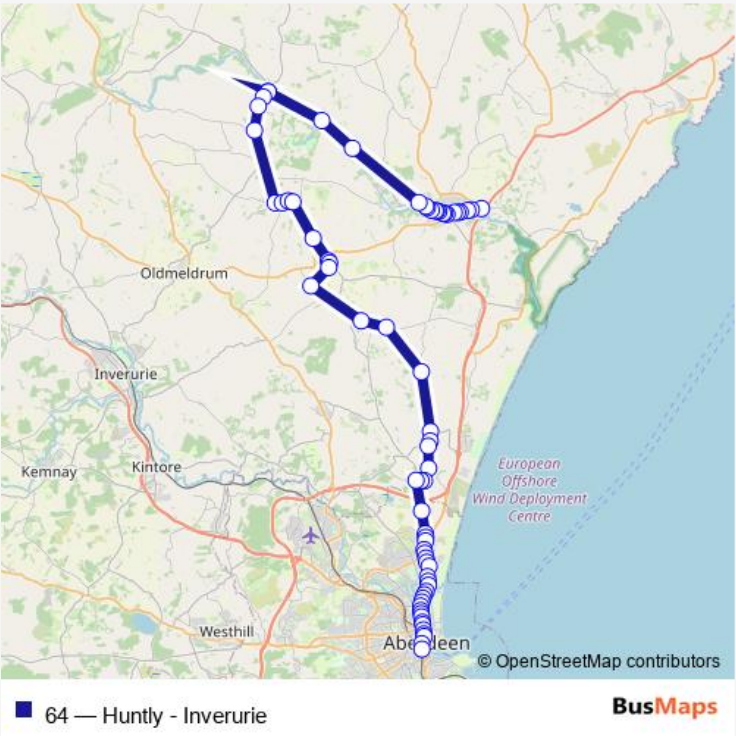 Oldmeldrum
Inverurie
Kemnay
Kintore
European
Offshore
Wind Deployment
Centre
Westhill
Aberdeen
© OpenStreetMap contributors
64 — Huntly - Inverurie
BusMaps